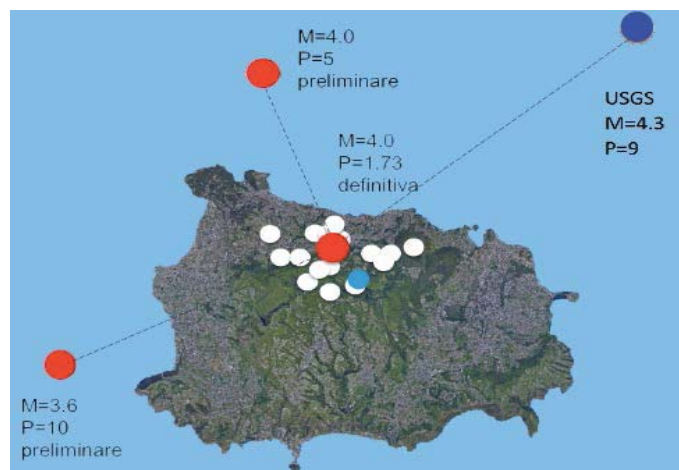 M=4.0
P=5
preliminare
USGS
M=4.3
P=9
M=4.0
P=1.73
definitiva
M=3.6
P=10
preliminare